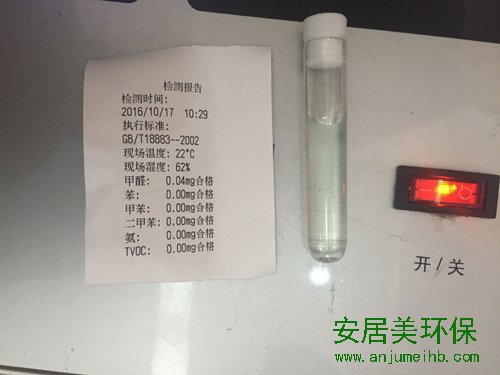 检测报告
检测时间:
2016/10/17 10:29
执行标准:
GB/T18883--2002
现场温度: 22°C
现场湿度: 62%
甲醛: 0.04mg合格
苯: 0.00mg合格
甲苯: 0.00mg合格
二甲苯: 0.00mg合格
氨: 0.00mg合格
TVOC: 0.00mg合格
开/关
安居美环保
www.anjumeihb.com